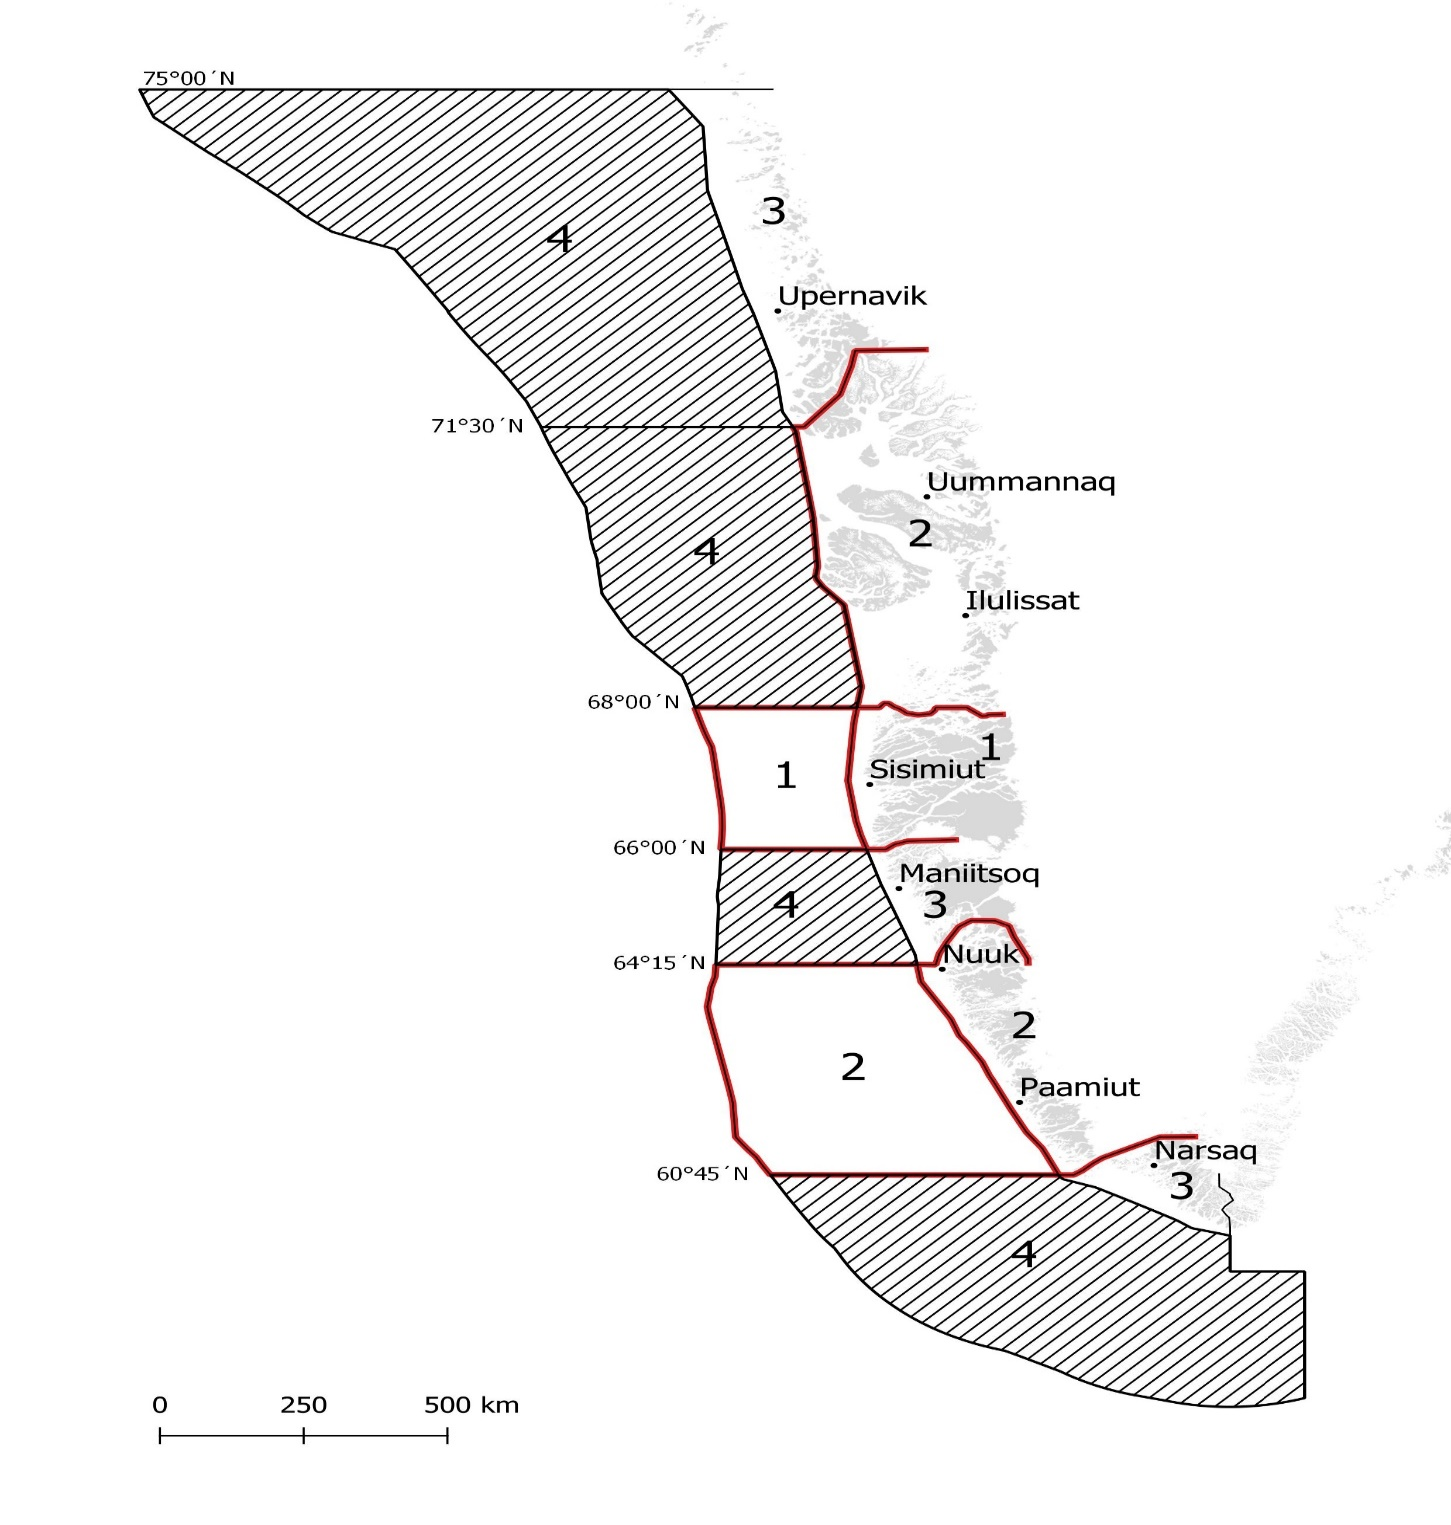 75°00´N
3
4
Upernavik
71°30´N
Uummannaq
2
4
Ilulissat
68°00´N
1
Sisimiut
1
66°00´N
Maniitsoq
4
3
64°15´N
Nuuk
2
2
Paamiut
Narsaq
60°45´N
3
4
0 250 500 km